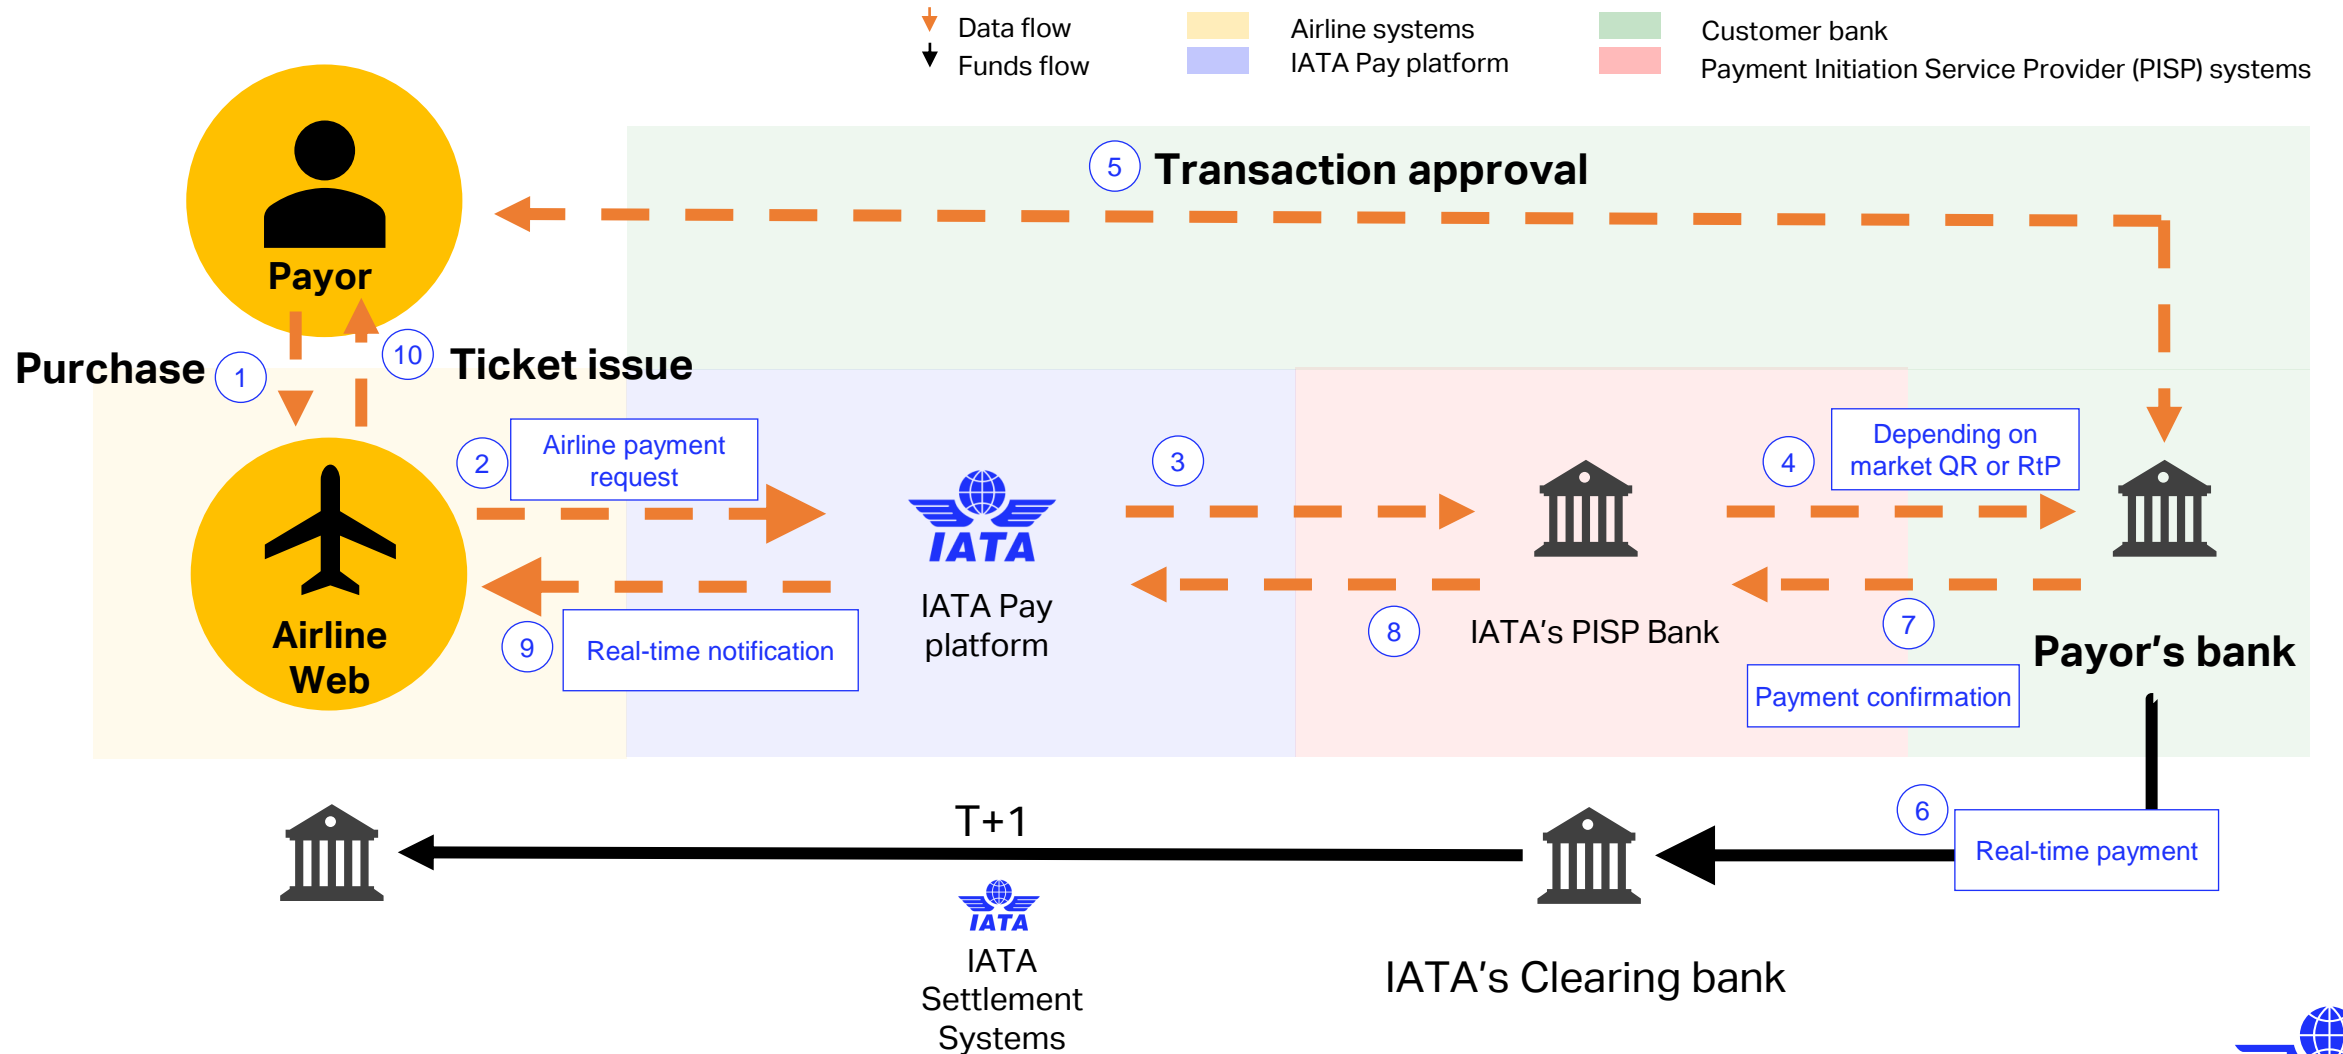 Data flow
Funds flow
Airline systems
IATA Pay platform
Customer bank
Payment Initiation Service Provider (PISP) systems
5
Transaction approval
Payor
Purchase
1
10
Ticket issue
2
Airline payment
request
3
4
Depending on
market QR or RtP
IATA
IATA Pay
platform
Airline
Web
9
Real-time notification
8
IATA's PISP Bank
7
Payment confirmation
Payor's bank
T+1
6
Real-time payment
IATA
IATA
Settlement
Systems
IATA's Clearing bank